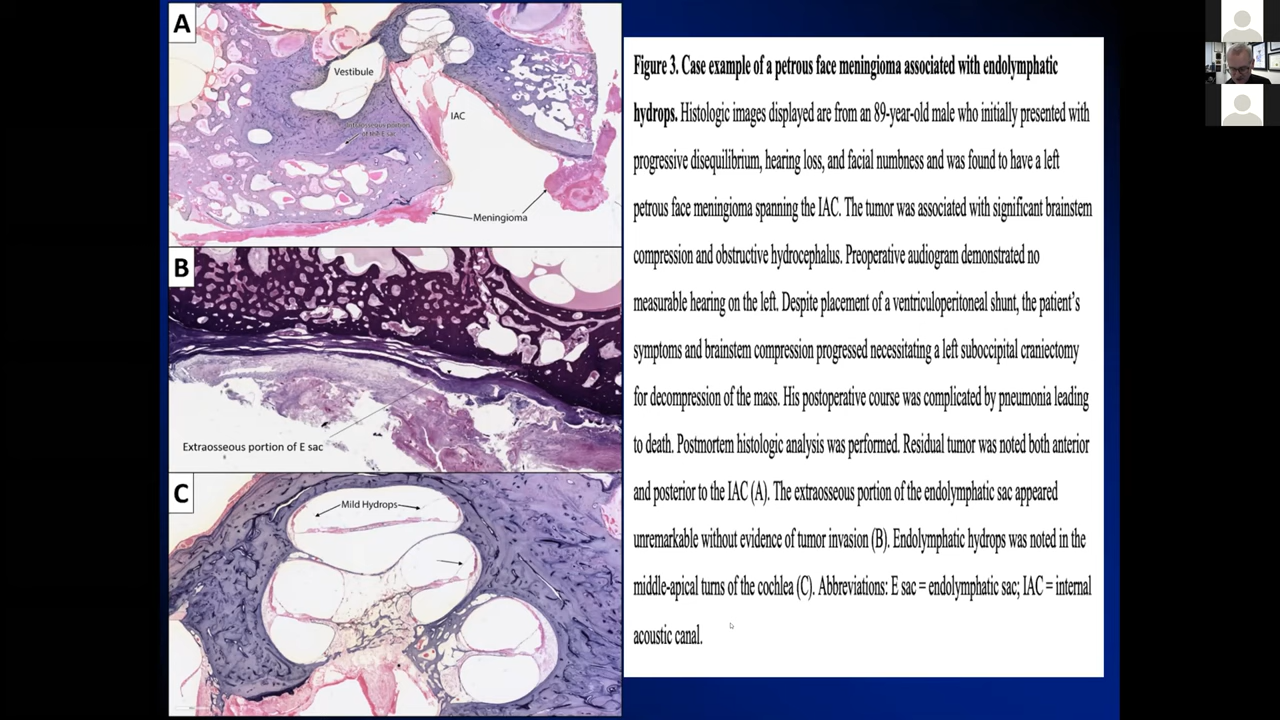 A
Vestibule
Intraosseous portion
of the E sac
IAC
Meningioma
B
Extraosseous portion of E sac
C
Mild Hydrops
Figure 3. Case example of a petrous face meningioma associated with endolymphatic
hydrops. Histologic images displayed are from an 89-year-old male who initially presented with
progressive disequilibrium, hearing loss, and facial numbness and was found to have a left
petrous face meningioma spanning the IAC. The tumor was associated with significant brainstem
compression and obstructive hydrocephalus. Preoperative audiogram demonstrated no
measurable hearing on the left. Despite placement of a ventriculoperitoneal shunt, the patient's
symptoms and brainstem compression progressed necessitating a left suboccipital craniectomy
for decompression of the mass. His postoperative course was complicated by pneumonia leading
to death. Postmortem histologic analysis was performed. Residual tumor was noted both anterior
and posterior to the IAC (A). The extraosseous portion of the endolymphatic sac appeared
unremarkable without evidence of tumor invasion (B). Endolymphatic hydrops was noted in the
middle-apical turns of the cochlea (C). Abbreviations: E sac = endolymphatic sac; IAC = internal
acoustic canal.